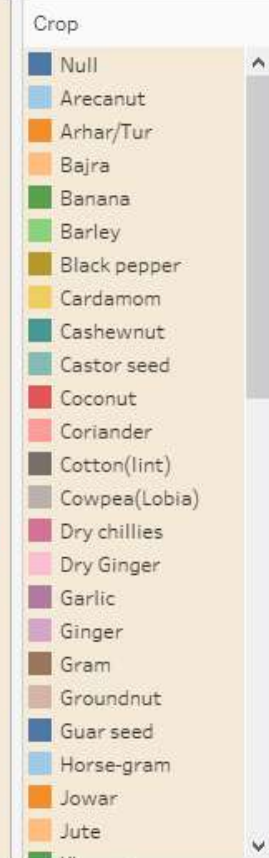 Crop
Null
Arecanut
Arhar/Tur
Bajra
Banana
Barley
Black pepper
Cardamom
Cashewnut
Castor seed
Coconut
Coriander
Cotton(lint)
Cowpea(Lobia)
Dry chillies
Dry Ginger
Garlic
Ginger
Gram
Groundnut
Guar seed
Horse-gram
Jowar
Jute